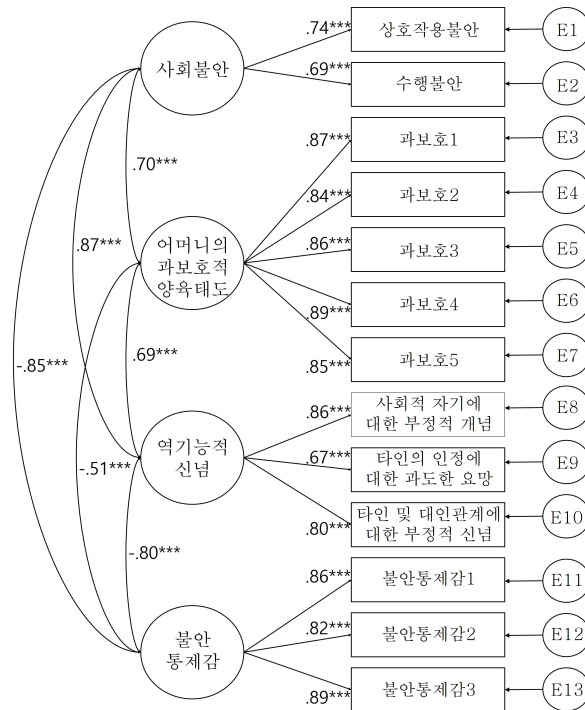 .74***
상호작용불안
E1
사회불안
.69***
수행불안
E2
.87***
과보호1
E3
.70***
.84***
과보호2
E4
.87***
어머니의
과보호적
양육태도
.86***
과보호3
E5
.89***
과보호4
E6
-.85***
.69***
.85***
과보호5
E7
.86***
사회적 자기에
대한 부정적 개념
E8
-.51***
역기능적
신념
.67***
타인의 인정에
대한 과도한 요망
E9
.80***
타인 및 대인관계에
대한 부정적 신념
E10
-.80***
.86***
불안통제감1
E11
불안
통제감
.82***
불안통제감2
E12
.89***
불안통제감3
E13